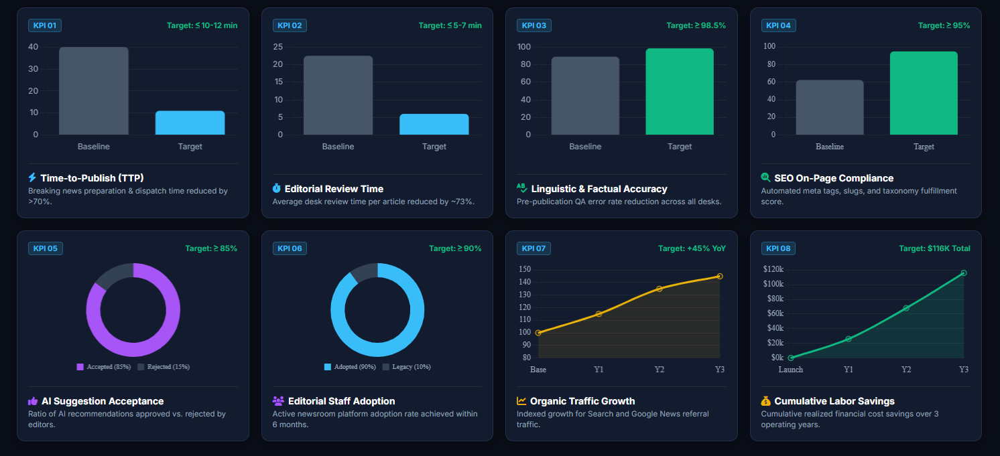 KPI 01
Target: ≤ 10-12 min
40
30
20
10
0
Baseline
Target
Time-to-Publish (TTP)
Breaking news preparation & dispatch time reduced by
>70%.
KPI 02
Target: ≤ 5-7 min
25
20
15
10
5
0
Baseline
Target
Editorial Review Time
Average desk review time per article reduced by ~73%.
KPI 03
Target: ≥ 98.5%
100
80
60
40
20
0
Baseline
Target
AB
Linguistic & Factual Accuracy
Pre-publication QA error rate reduction across all desks.
KPI 04
Target: ≥ 95%
100
80
60
40
20
0
Baseline
Target
SEO On-Page Compliance
Automated meta tags, slugs, and taxonomy fulfillment
score.
KPI 05
Target: ≥ 85%
Accepted (85%)
Rejected (15%)
AI Suggestion Acceptance
Ratio of AI recommendations approved vs. rejected by
editors.
KPI 06
Target: ≥ 90%
Adopted (90%)
Legacy (10%)
Editorial Staff Adoption
Active newsroom platform adoption rate achieved within
6 months.
KPI 07
Target: +45% YoY
150
140
130
120
110
100
90
80
Base
Y1
Y2
Y3
Organic Traffic Growth
Indexed growth for Search and Google News referral
traffic.
KPI 08
Target: $116K Total
$120k
$100k
$80k
$60k
$40k
$20k
$0k
Launch
Y1
Y2
Y3
$
Cumulative Labor Savings
Cumulative realized financial cost savings over 3
operating years.